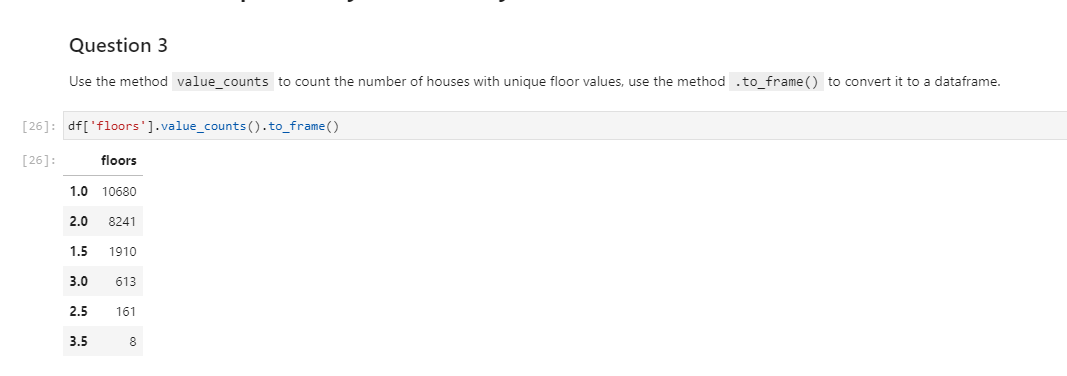 Question 3
Use the method value_counts to count the number of houses with unique floor values, use the method .to_frame() to convert it to a dataframe.
[26]: df['floors'].value_counts().to_frame()
[26]: floors
1.0 10680
2.0 8241
1.5 1910
3.0 613
2.5 161
3.5 8